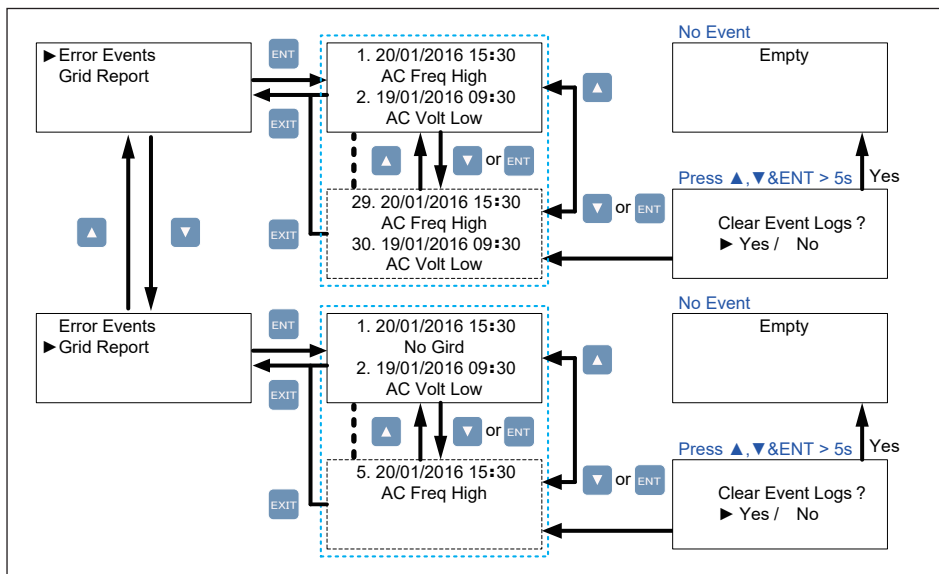 ► Error Events
Grid Report
ENT
EXIT
1. 20/01/2016 15:30
AC Freq High
2. 19/01/2016 09:30
AC Volt Low
▲
▼ or ENT
▲
29. 20/01/2016 15:30
AC Freq High
30. 19/01/2016 09:30
AC Volt Low
EXIT
▼ or ENT
No Event
Empty
Yes
Press ▲,▼&ENT > 5s
Clear Event Logs ?
► Yes / No
▲
▼
Error Events
► Grid Report
ENT
EXIT
1. 20/01/2016 15:30
No Gird
2. 19/01/2016 09:30
AC Volt Low
▲
▼ or ENT
▲
5. 20/01/2016 15:30
AC Freq High
EXIT
▼ or ENT
No Event
Empty
Yes
Press ▲,▼&ENT > 5s
Clear Event Logs ?
► Yes / No